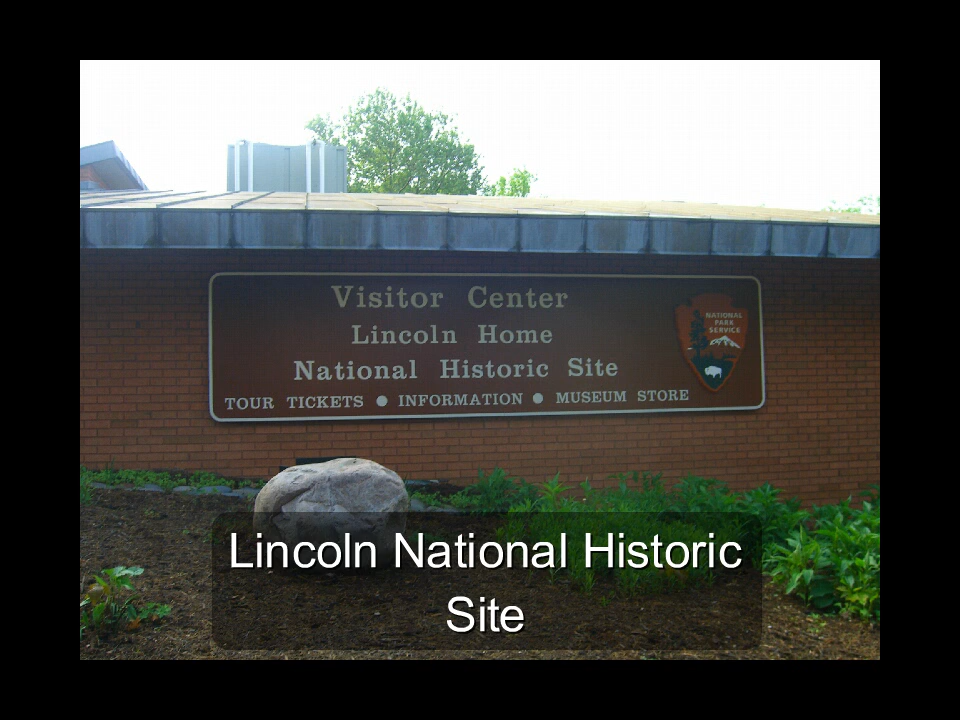 Visitor Center
Lincoln Home
National Historic Site
TOUR TICKETS ● INFORMATION ● MUSEUM STORE
NATIONAL
PARK
SERVICE
Lincoln National Historic
Site